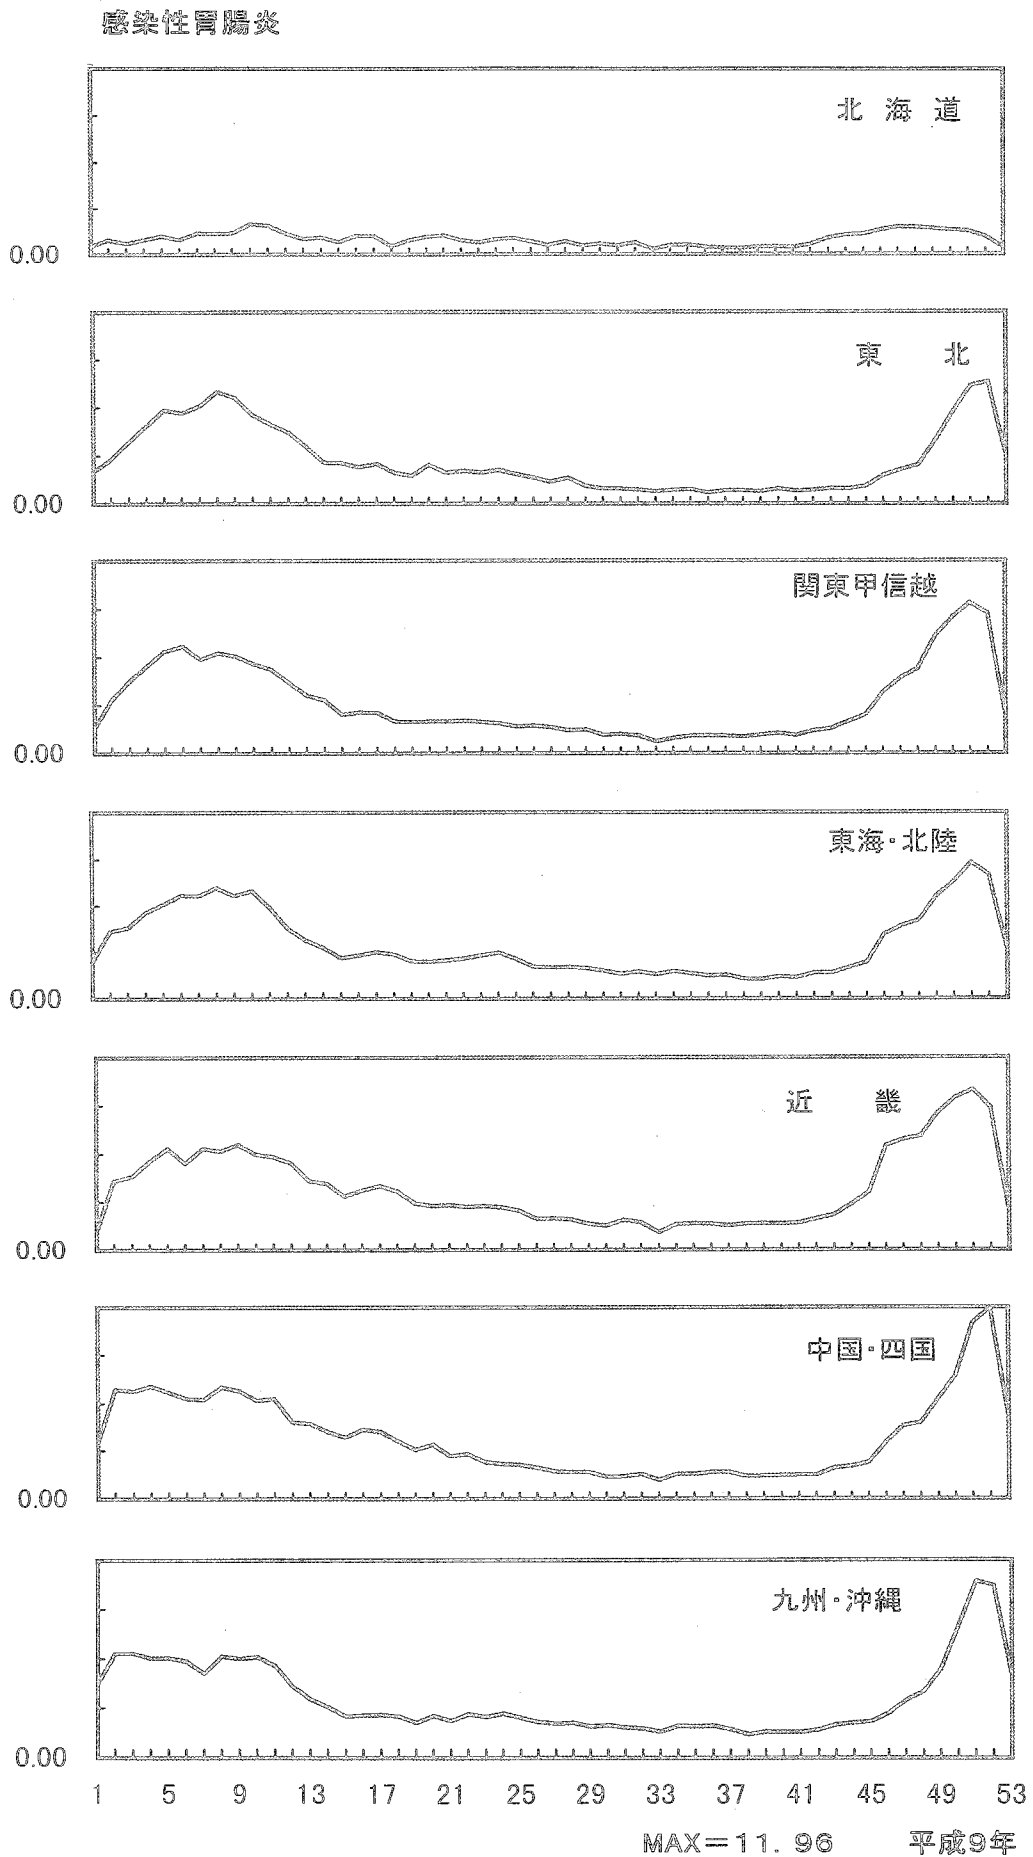 感染性胃腸炎
北海道
0.00
東北
0.00
関東甲信越
0.00
東海・北陸
0.00
近畿
0.00
中国・四国
0.00
九州・沖縄
0.00
1 5 9 13 17 21 25 29 33 37 41 45 49 53
MAX=11.96 平成9年